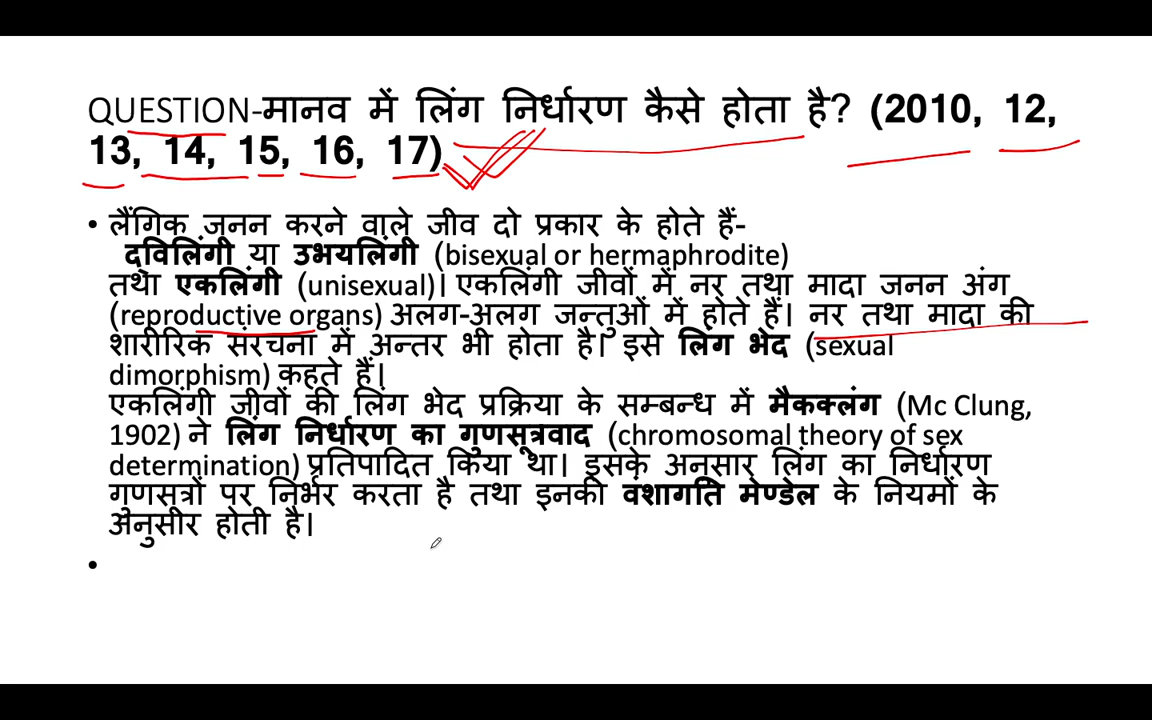 QUESTION-मानव में लिंग निर्धारण कैसे होता है? (2010, 12,
13, 14, 15, 16, 17)
• लैंगिक जनन करने वाले जीव दो प्रकार के होते हैं-
द्विलिंगी या उभयलिंगी (bisexual or hermaphrodite)
तथा एकलिंगी (unisexual)। एकलिंगी जीवों में नर तथा मादा जनन अंग
(reproductive organs) अलग-अलग जन्तुओं में होते हैं। नर तथा मादा की
शारीरिक संरचना में अन्तर भी होता है। इसे लिंग भेद (sexual
dimorphism) कहते हैं।
एकलिंगी जीवों की लिंग भेद प्रक्रिया के सम्बन्ध में मैकक्लंग (Mc Clung,
1902) ने लिंग निर्धारण का गुणसूत्रवाद (chromosomal theory of sex
determination) प्रतिपादित किया था। इसके अनुसार लिंग का निर्धारण
गुणसूत्रों पर निर्भर करता है तथा इनकी वंशागति मेण्डेल के नियमों के
अनुसार होती है।
•